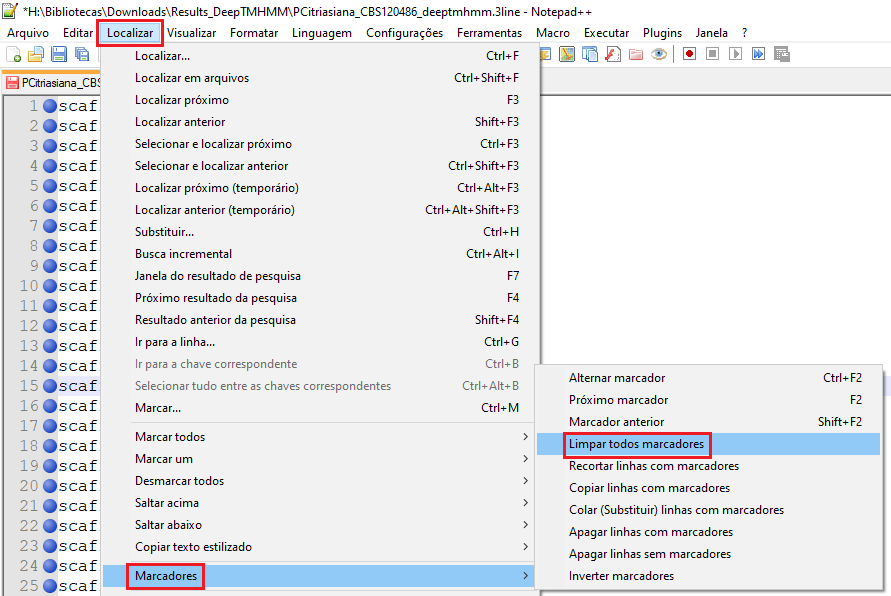 *H:\Bibliotecas\Downloads\Results_DeepTMHMM\PCitriasiana_CBS120486_deeptmhmm.3line - Notepad++
Arquivo Editar Localizar Visualizar Formatar Linguagem Configurações Ferramentas Macro Executar Plugins Janela ?
PCitriasiana_CBS
Localizar... Ctrl+F
Localizar em arquivos Ctrl+Shift+F
Localizar próximo F3
Localizar anterior Shift+F3
Selecionar e localizar próximo Ctrl+F3
Selecionar e localizar anterior Ctrl+Shift+F3
Localizar próximo (temporário) Ctrl+Alt+F3
Localizar anterior (temporário) Ctrl+Alt+Shift+F3
Substituir... Ctrl+H
Busca incremental Ctrl+Alt+I
Janela do resultado de pesquisa F7
Próximo resultado da pesquisa F4
Resultado anterior da pesquisa Shift+F4
Ir para a linha... Ctrl+G
Ir para a chave correspondente Ctrl+B
Selecionar tudo entre as chaves correspondentes Ctrl+Alt+B
Marcar... Ctrl+M
Marcar todos
Marcar um
Desmarcar todos
Saltar acima
Saltar abaixo
Copiar texto estilizado
Marcadores
Alternar marcador Ctrl+F2
Próximo marcador F2
Marcador anterior Shift+F2
Limpar todos marcadores
Recortar linhas com marcadores
Copiar linhas com marcadores
Colar (Substituir) linhas com marcadores
Apagar linhas com marcadores
Apagar linhas sem marcadores
Inverter marcadores
1 scaf
2 scaf
3 scaf
4 scaf
5 scaf
6 scaf
7 scaf
8 scaf
9 scaf
10 scaf
11 scaf
12 scaf
13 scaf
14 scaf
15 scaf
16 scaf
17 scaf
18 scaf
19 scaf
20 scaf
21 scaf
22 scaf
23 scaf
24 scaf
25 scaf